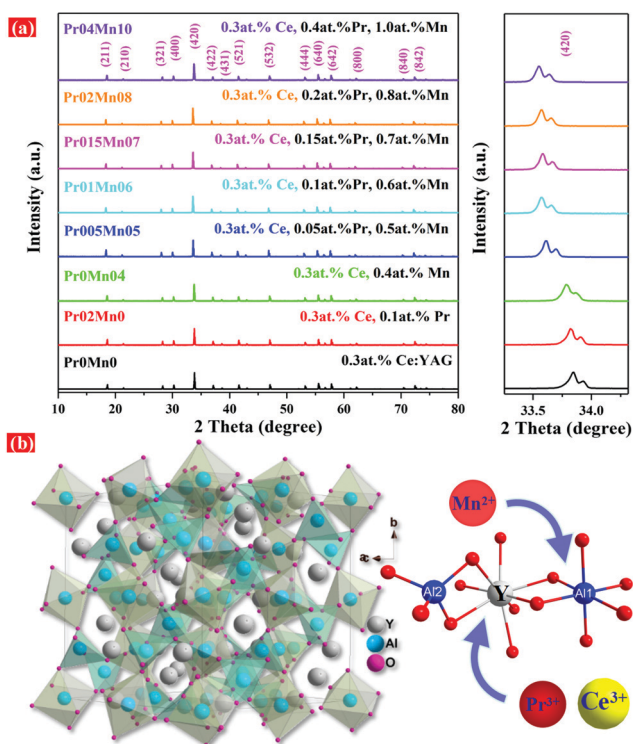 (a)
Pr04Mn10
0.3at.% Ce, 0.4at.%Pr, 1.0at.%Mn
(211)
(210)
(321)
(400)
(420)
(422)
(431)
(521)
(532)
(444)
(640)
(642)
(800)
(840)
(842)
Pr02Mn08
0.3at.% Ce, 0.2at.%Pr, 0.8at.%Mn
Pr015Mn07
0.3at.% Ce, 0.15at.%Pr, 0.7at.%Mn
Pr01Mn06
0.3at.% Ce, 0.1at.%Pr, 0.6at.%Mn
Pr005Mn05
0.3at.% Ce, 0.05at.%Pr, 0.5at.%Mn
Pr0Mn04
0.3at.% Ce, 0.4at.% Mn
Pr02Mn0
0.3at.% Ce, 0.1at.% Pr
Pr0Mn0
0.3at.% Ce:YAG
Intensity (a.u.)
10 20 30 40 50 60 70 80
2 Theta (degree)
(420)
Intensity (a.u.)
33.5 34.0
2 Theta (degree)
(b)
b
a
c
Y
Al
O
Mn²⁺
Al2
Y
Al1
Pr³⁺
Ce³⁺